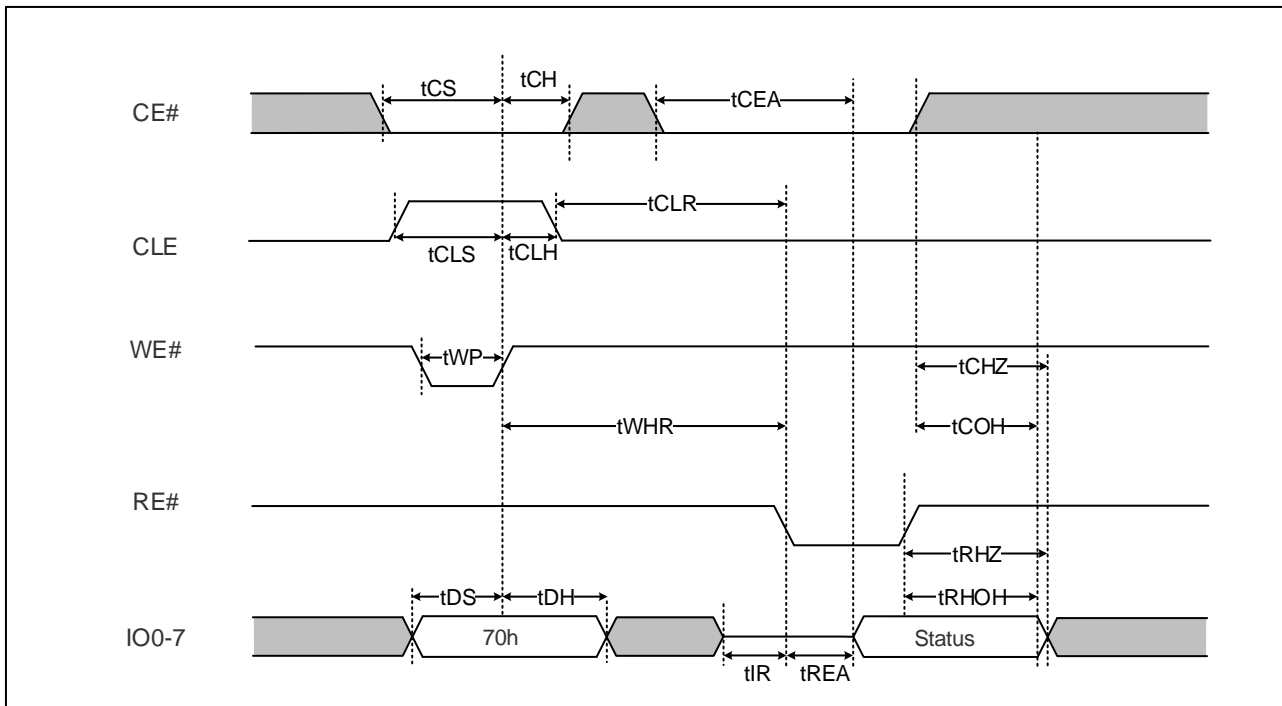 tCS
tCH
tCEA
CE#
tCLR
CLE
tCLS
tCLH
WE#
tWP
tCHZ
tCOH
tWHR
RE#
tRHZ
tDS
tDH
tRHOH
IO0-7
70h
Status
tIR
tREA